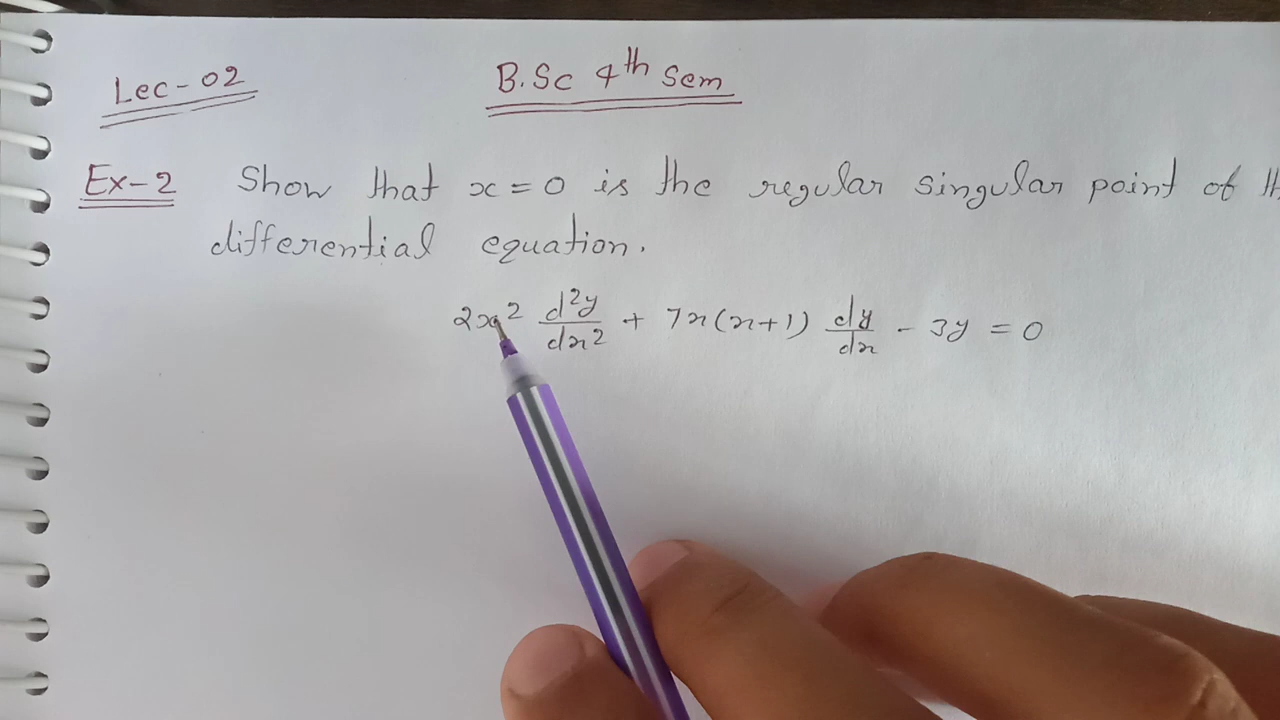 Lec-02 B.Sc 4th Sem
Ex-2 Show that x = 0 is the regular singular point of
differential equation.
2x² d²y/dx² + 7x(x+1) dy/dx - 3y = 0